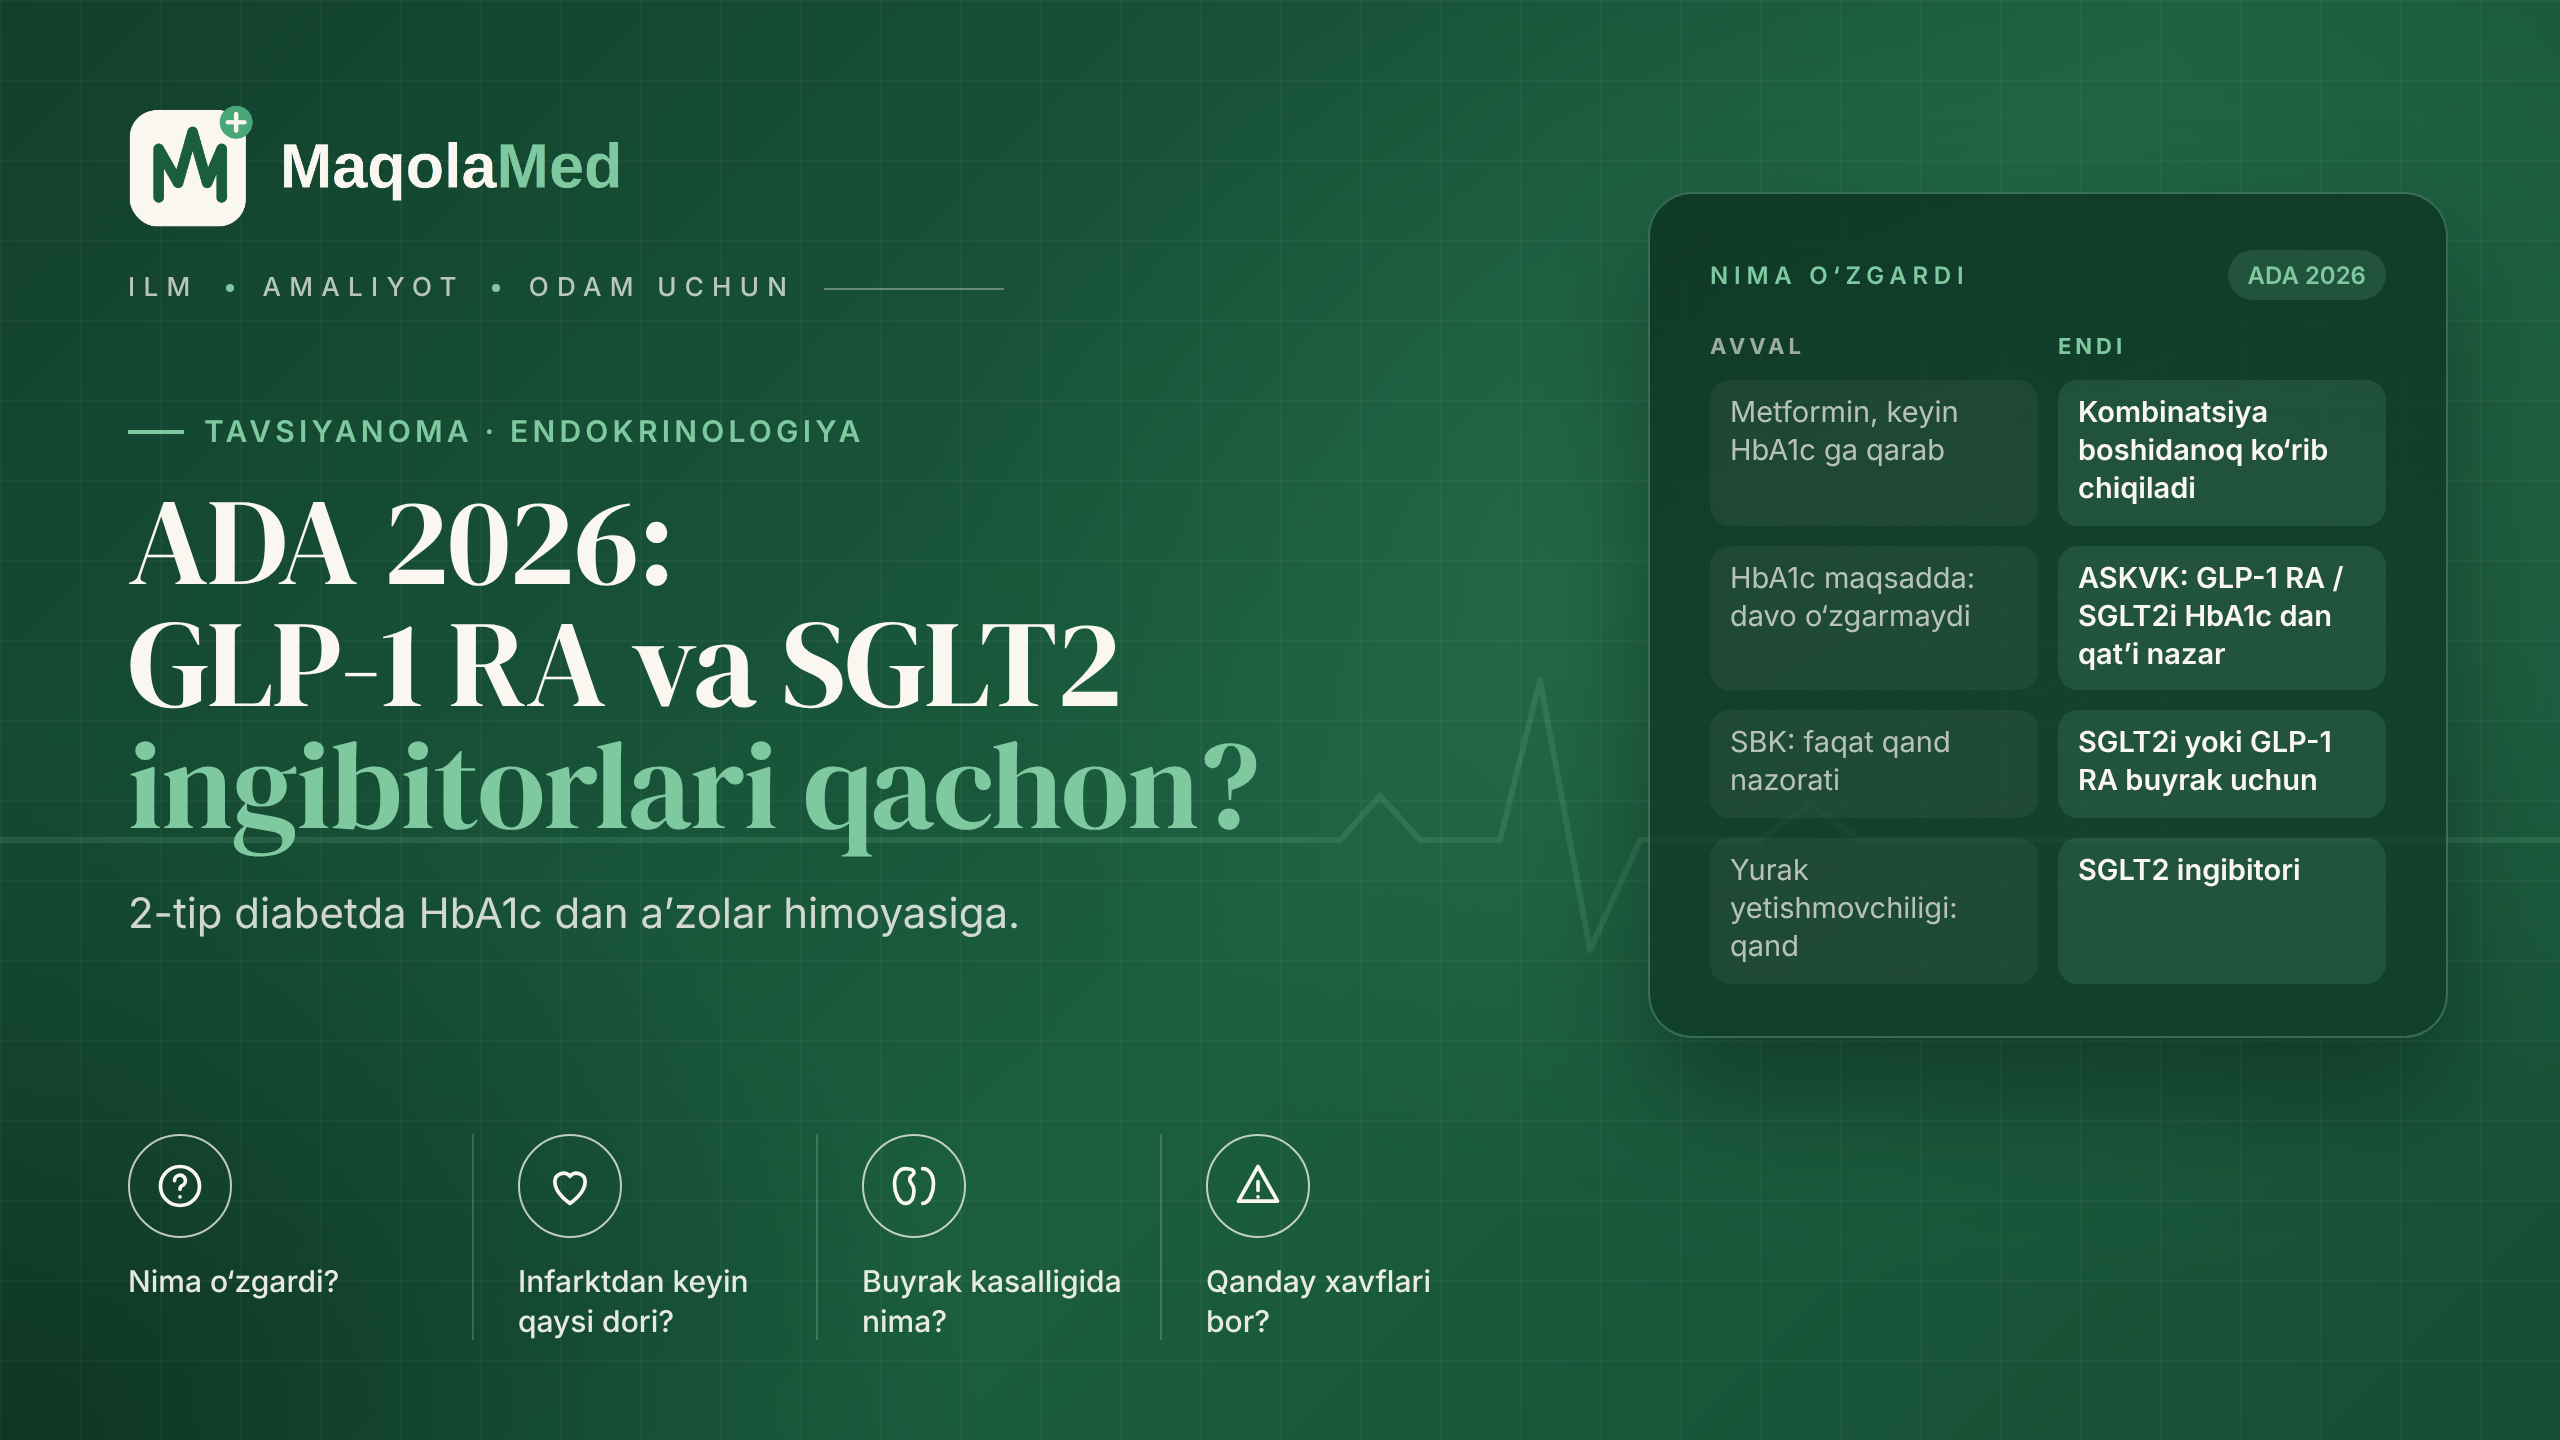 MaqolaMed
ILM • AMALIYOT • ODAM UCHUN
TAVSIYANOMA · ENDOKRINOLOGIYA
ADA 2026:
GLP-1 RA va SGLT2
ingibitorlari qachon?
2-tip diabetda HbA1c dan a’zolar himoyasiga.
Nima o‘zgardi?
Infarktdan keyin
qaysi dori?
Buyrak kasalligida
nima?
Qanday xavflari
bor?
NIMA O‘ZGARDI
ADA 2026
AVVAL
ENDI
Metformin, keyin
HbA1c ga qarab
Kombinatsiya
boshidanoq ko‘rib
chiqiladi
HbA1c maqsadda:
davo o‘zgarmaydi
ASKVK: GLP-1 RA /
SGLT2i HbA1c dan
qat’i nazar
SBK: faqat qand
nazorati
SGLT2i yoki GLP-1
RA buyrak uchun
Yurak
yetishmovchiligi:
qand
SGLT2 ingibitori